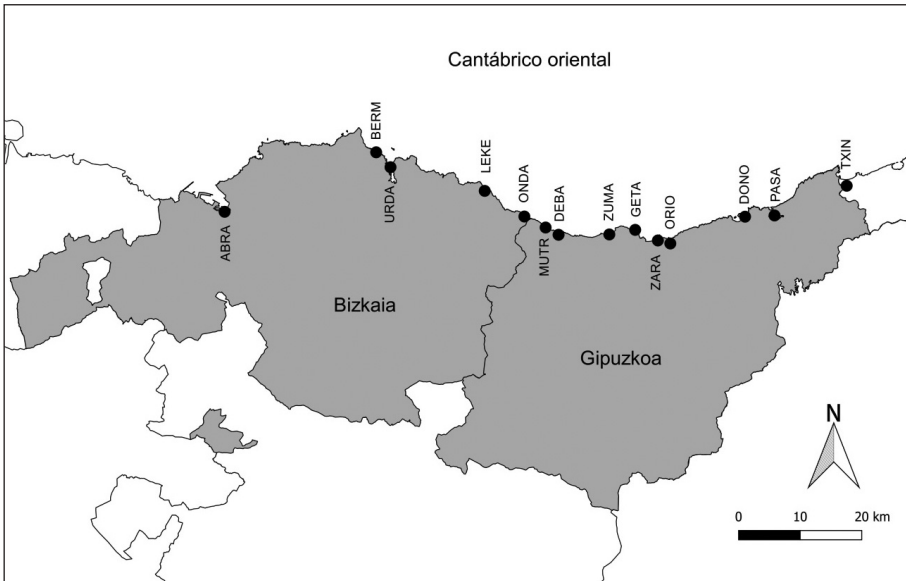 Cantábrico oriental
BERM
LEKE
URDA
ABRA
ONDA
MUTR
DEBA
ZUMA
GETA
ZARA
ORIO
DONO
PASA
TXIN
Bizkaia
Gipuzkoa
N
0 10 20 km